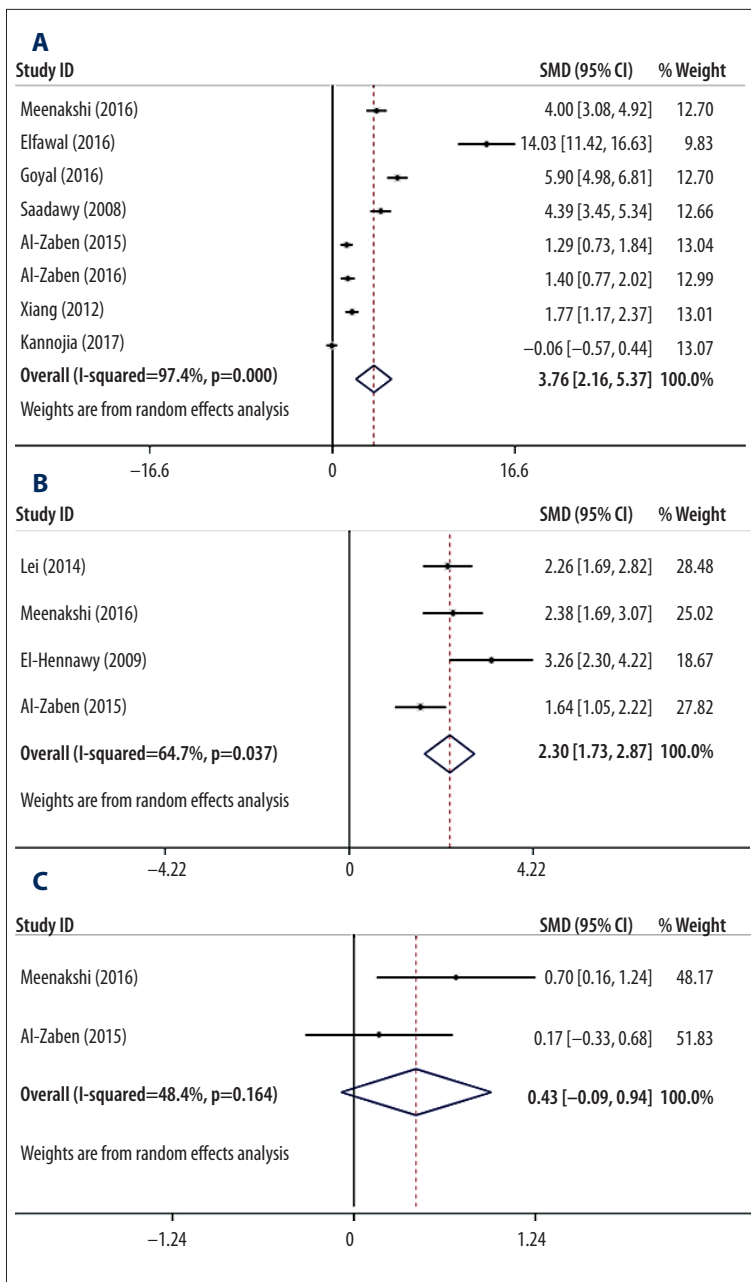 A
Study ID SMD (95% CI) % Weight
Meenakshi (2016) 4.00 [3.08, 4.92] 12.70
Elfawal (2016) 14.03 [11.42, 16.63] 9.83
Goyal (2016) 5.90 [4.98, 6.81] 12.70
Saadawy (2008) 4.39 [3.45, 5.34] 12.66
Al-Zaben (2015) 1.29 [0.73, 1.84] 13.04
Al-Zaben (2016) 1.40 [0.77, 2.02] 12.99
Xiang (2012) 1.77 [1.17, 2.37] 13.01
Kannojia (2017) −0.06 [−0.57, 0.44] 13.07
Overall (I-squared=97.4%, p=0.000) 3.76 [2.16, 5.37] 100.0%
Weights are from random effects analysis
−16.6 0 16.6
B
Study ID SMD (95% CI) % Weight
Lei (2014) 2.26 [1.69, 2.82] 28.48
Meenakshi (2016) 2.38 [1.69, 3.07] 25.02
El-Hennawy (2009) 3.26 [2.30, 4.22] 18.67
Al-Zaben (2015) 1.64 [1.05, 2.22] 27.82
Overall (I-squared=64.7%, p=0.037) 2.30 [1.73, 2.87] 100.0%
Weights are from random effects analysis
−4.22 0 4.22
C
Study ID SMD (95% CI) % Weight
Meenakshi (2016) 0.70 [0.16, 1.24] 48.17
Al-Zaben (2015) 0.17 [−0.33, 0.68] 51.83
Overall (I-squared=48.4%, p=0.164) 0.43 [−0.09, 0.94] 100.0%
Weights are from random effects analysis
−1.24 0 1.24